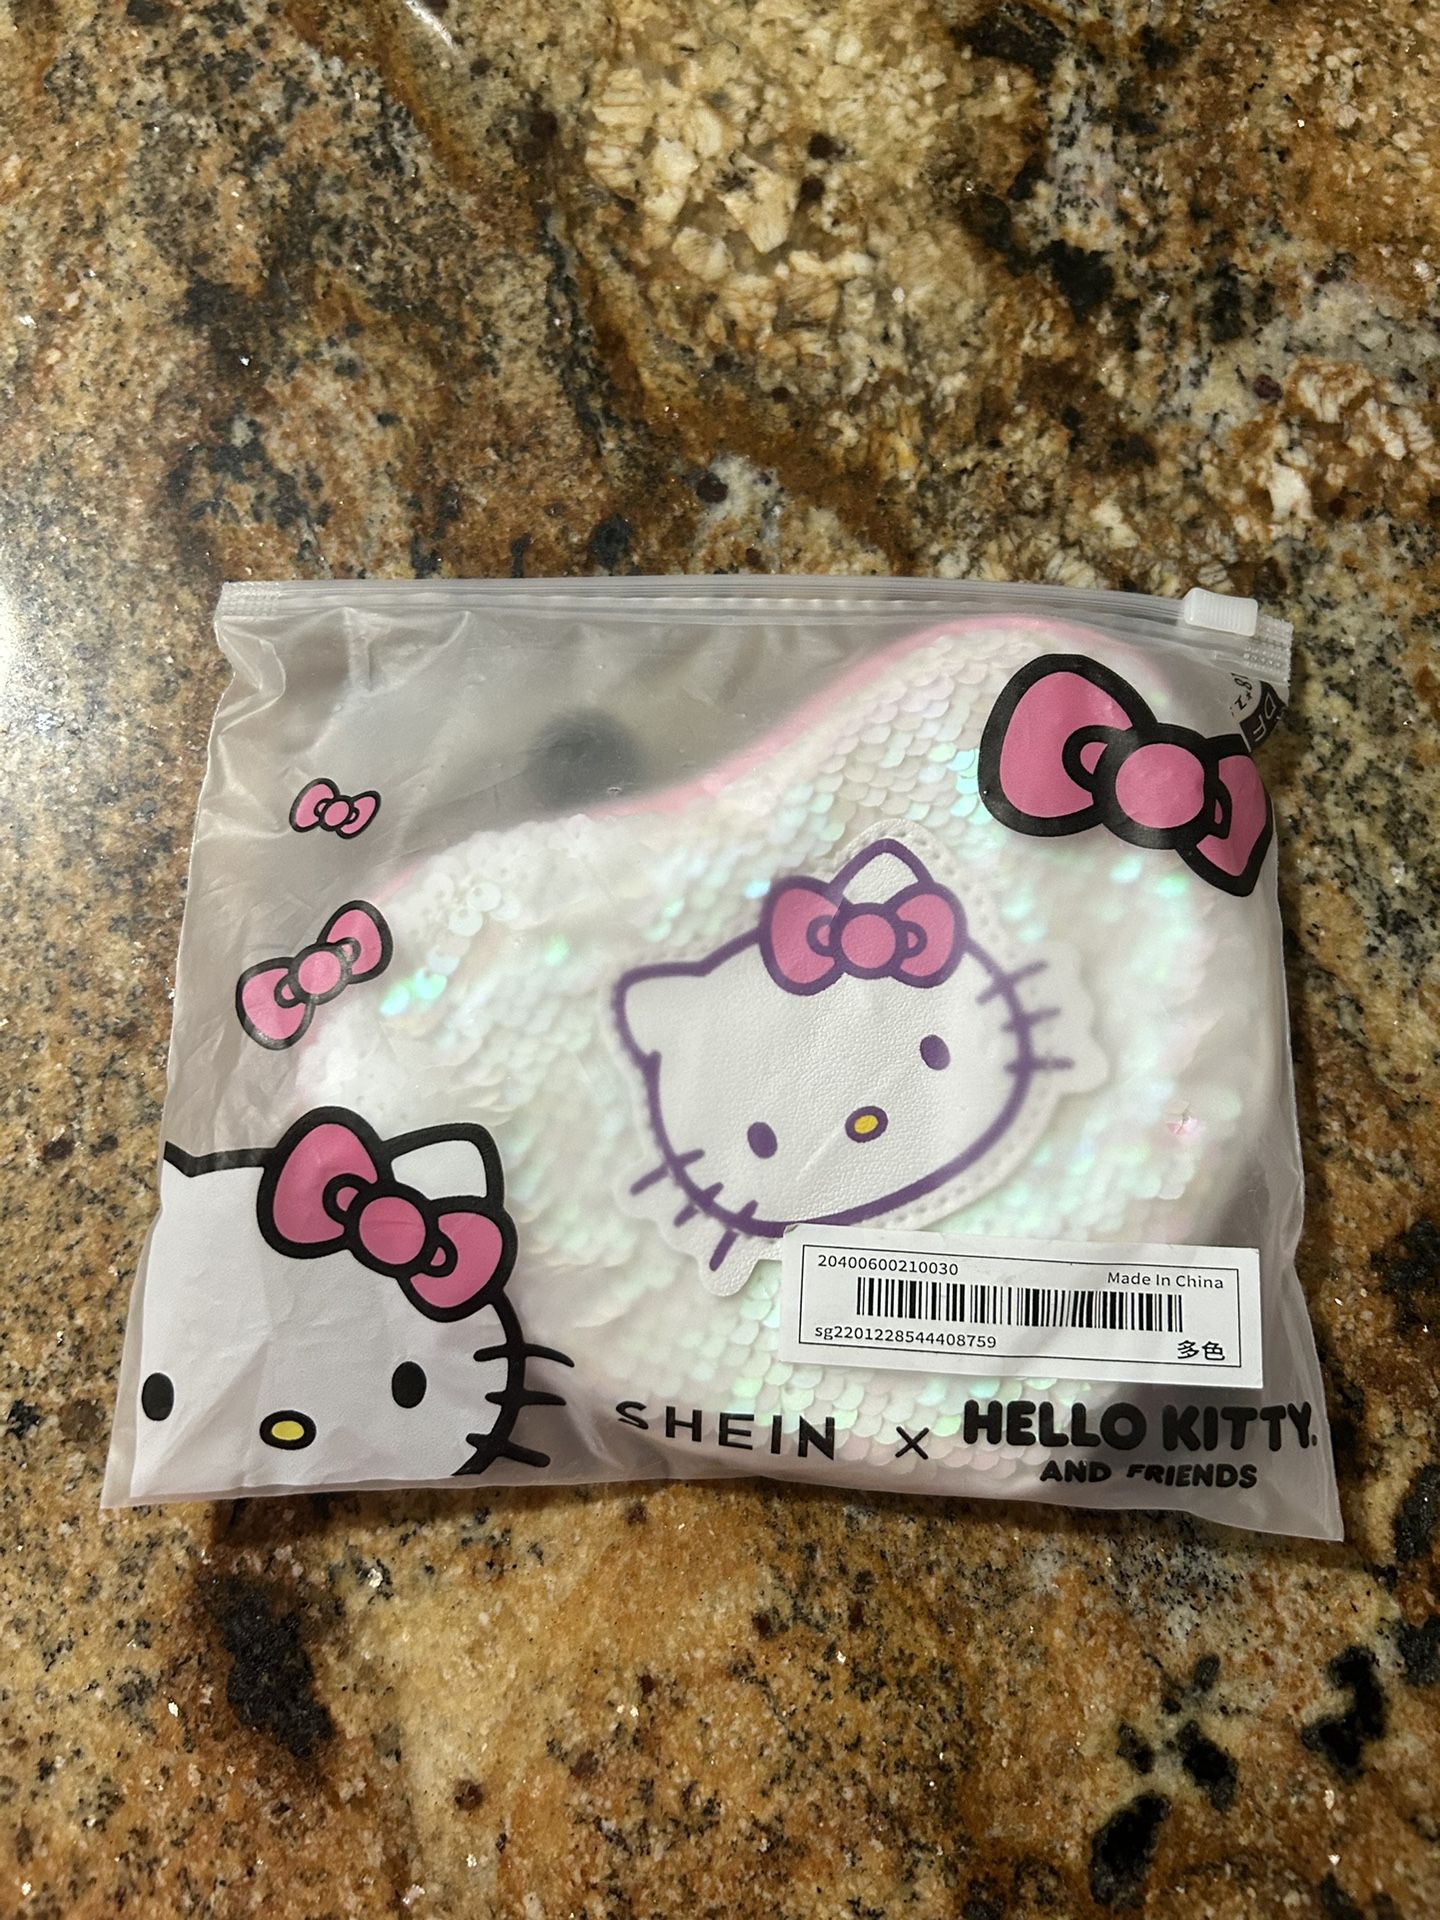 20400600210030
Made In China
sg2201228544408759
多色
SHEIN × HELLO KITTY.
AND FRIENDS